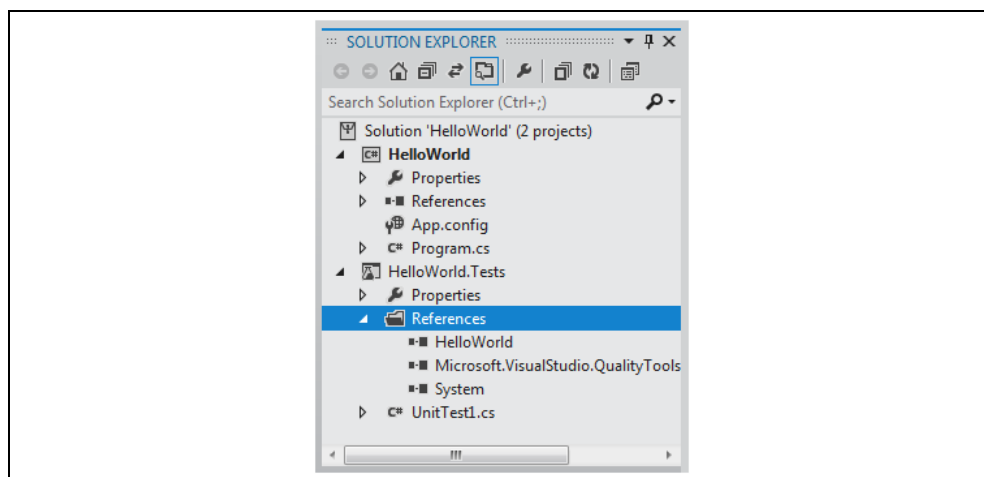 SOLUTION EXPLORER
Search Solution Explorer (Ctrl+;)
Solution 'HelloWorld' (2 projects)
C# HelloWorld
Properties
References
App.config
C# Program.cs
HelloWorld.Tests
Properties
References
HelloWorld
Microsoft.VisualStudio.QualityTools
System
C# UnitTest1.cs